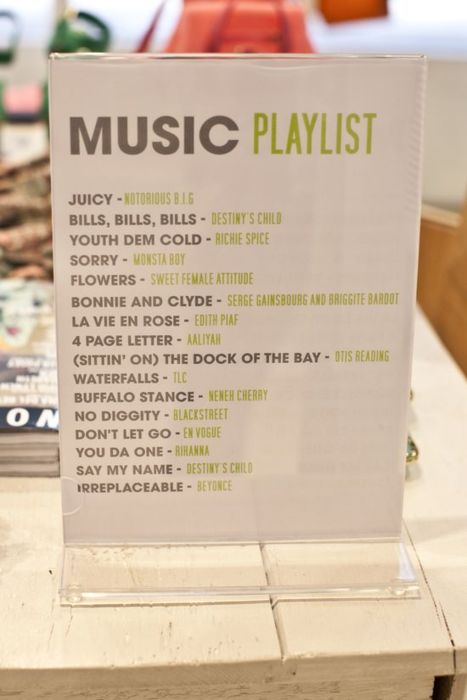 MUSIC PLAYLIST
JUICY - NOTORIOUS B.I.G
BILLS, BILLS, BILLS - DESTINY'S CHILD
YOUTH DEM COLD - RICHIE SPICE
SORRY - MONSTA BOY
FLOWERS - SWEET FEMALE ATTITUDE
BONNIE AND CLYDE - SERGE GAINSBOURG AND BRIGGITE BARDOT
LA VIE EN ROSE - EDITH PIAF
4 PAGE LETTER - AALIYAH
(SITTIN' ON) THE DOCK OF THE BAY - OTIS READING
WATERFALLS - TLC
BUFFALO STANCE - NENEH CHERRY
NO DIGGITY - BLACKSTREET
DON'T LET GO - EN VOGUE
YOU DA ONE - RIHANNA
SAY MY NAME - DESTINY'S CHILD
IRREPLACEABLE - BEYONCE